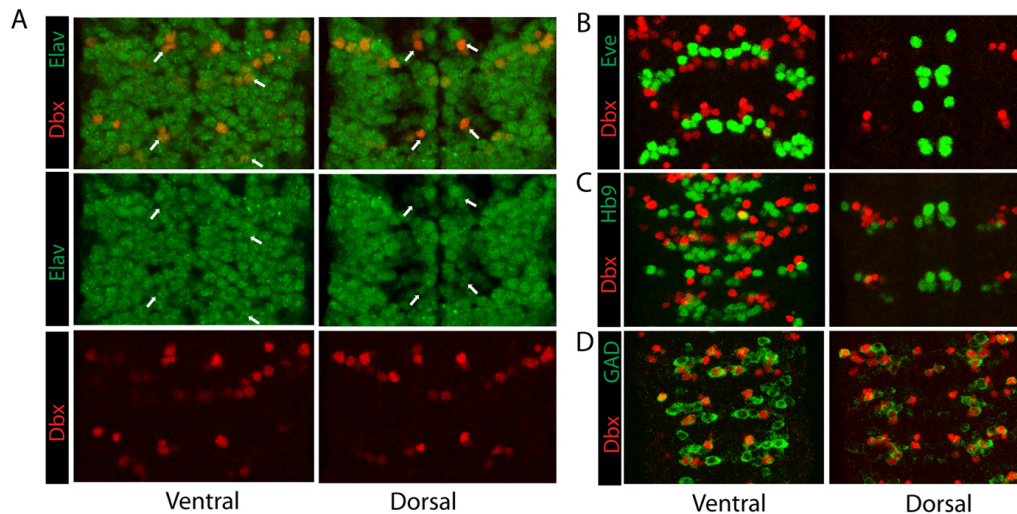 A
Dbx Elav
Elav
Dbx
Ventral
Dorsal
B
Dbx Eve
C
Dbx Hb9
D
Dbx GAD
Ventral
Dorsal